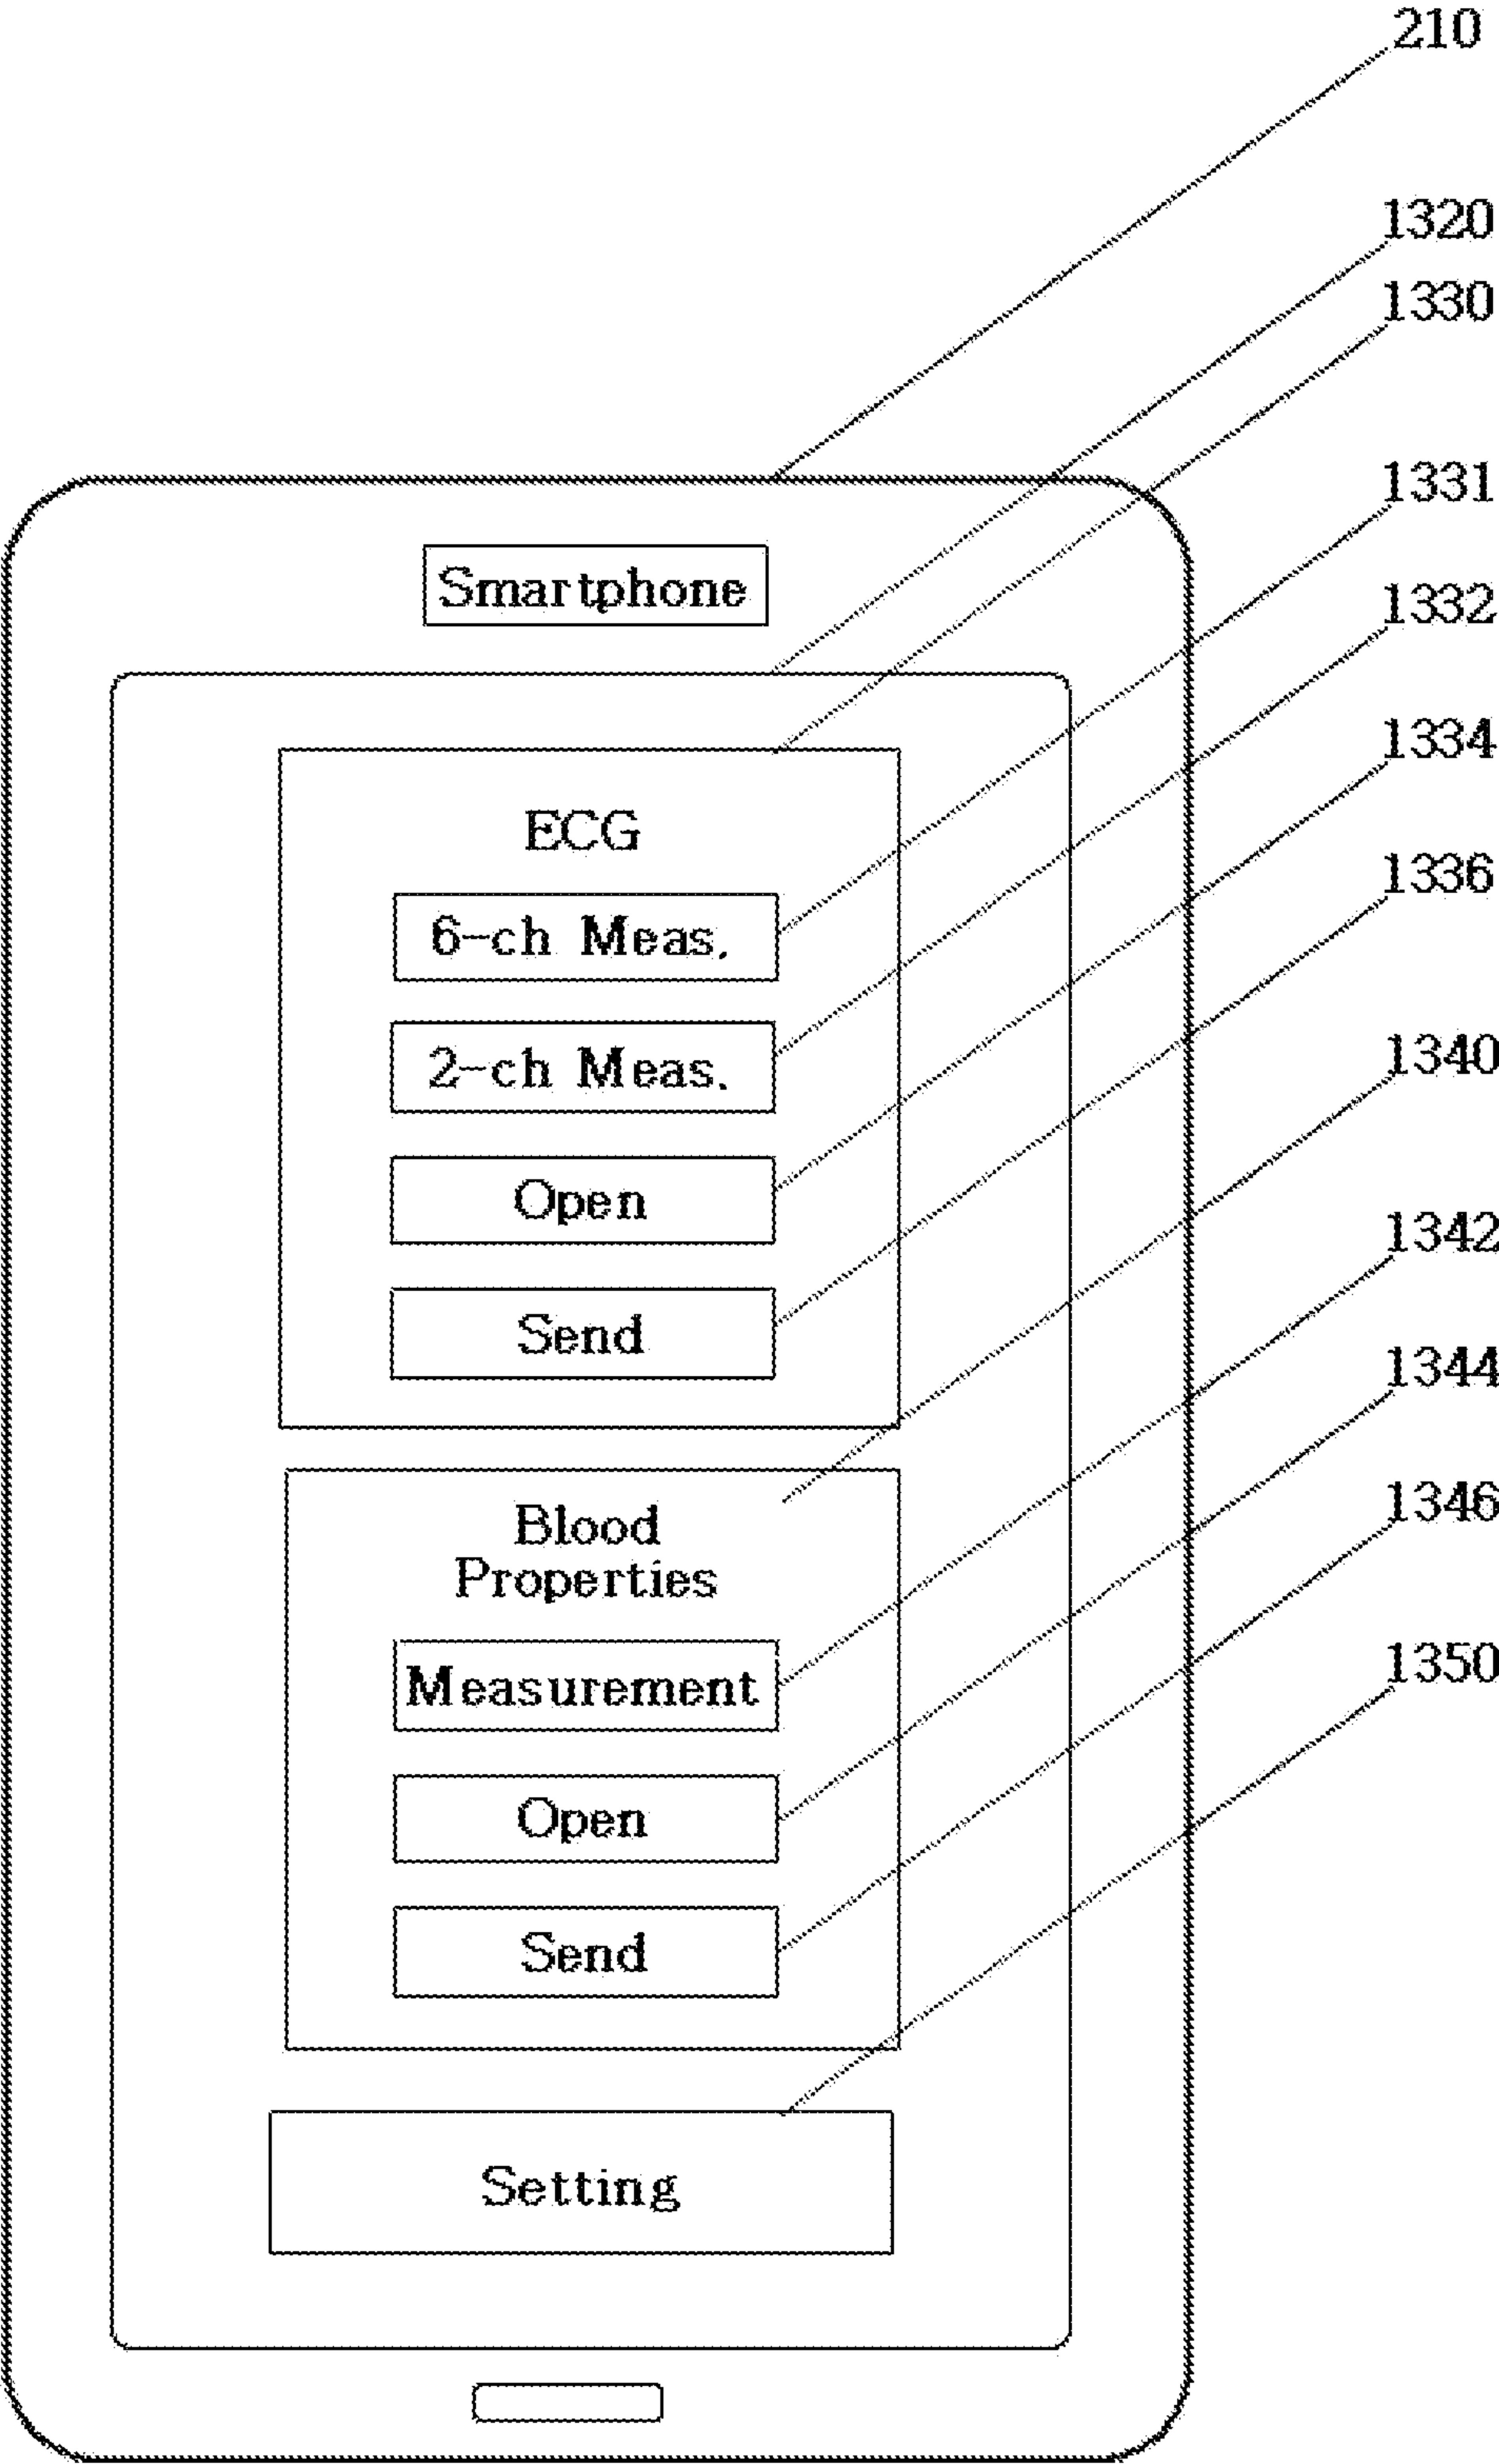 210
1320
1330
1331
1332
1334
1336
1340
1342
1344
1346
1350
Smartphone
ECG
6-ch Meas.
2-ch Meas.
Open
Send
Blood
Properties
Measurement
Open
Send
Setting